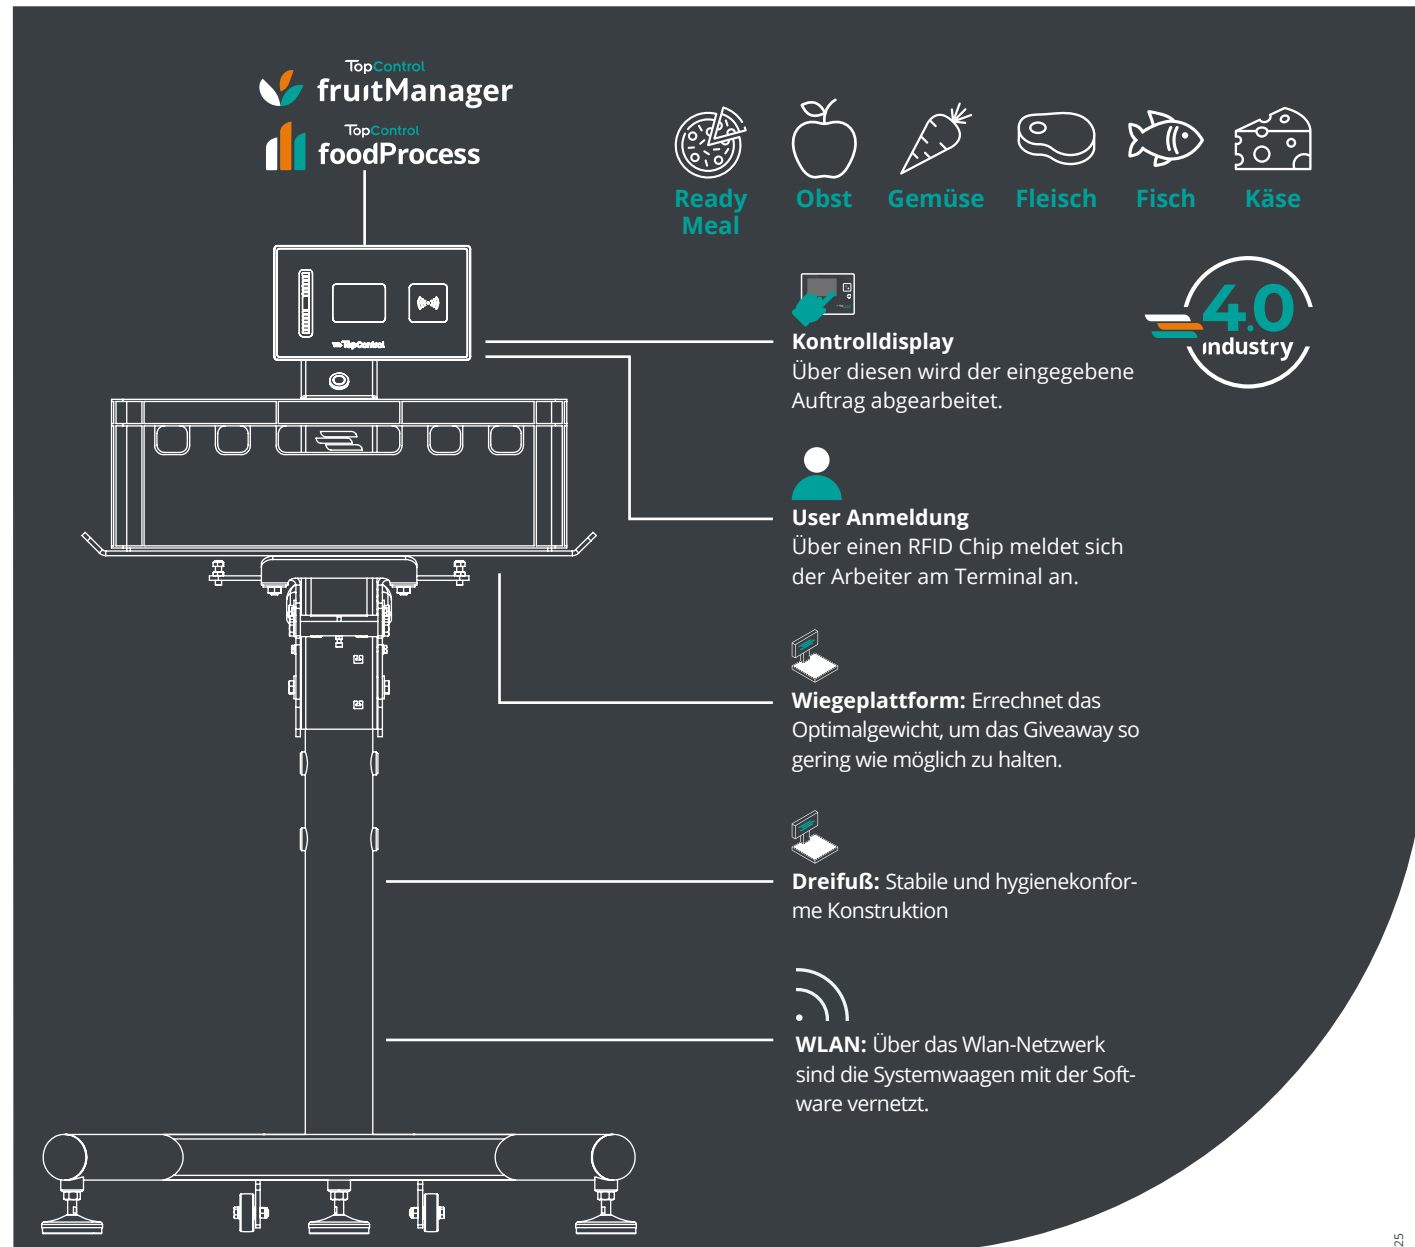 TopControl
fruitManager
TopControl
foodProcess
Ready
Meal
Obst
Gemüse
Fleisch
Fisch
Käse
4.0
industry
TopControl
Kontrolldisplay
Über diesen wird der eingegebene
Auftrag abgearbeitet.
User Anmeldung
Über einen RFID Chip meldet sich
der Arbeiter am Terminal an.
Wiegeplattform: Errechnet das
Optimalgewicht, um das Giveaway so
gering wie möglich zu halten.
Dreifuß: Stabile und hygienekonfor-
me Konstruktion
WLAN: Über das Wlan-Netzwerk
sind die Systemwaagen mit der Soft-
ware vernetzt.
25